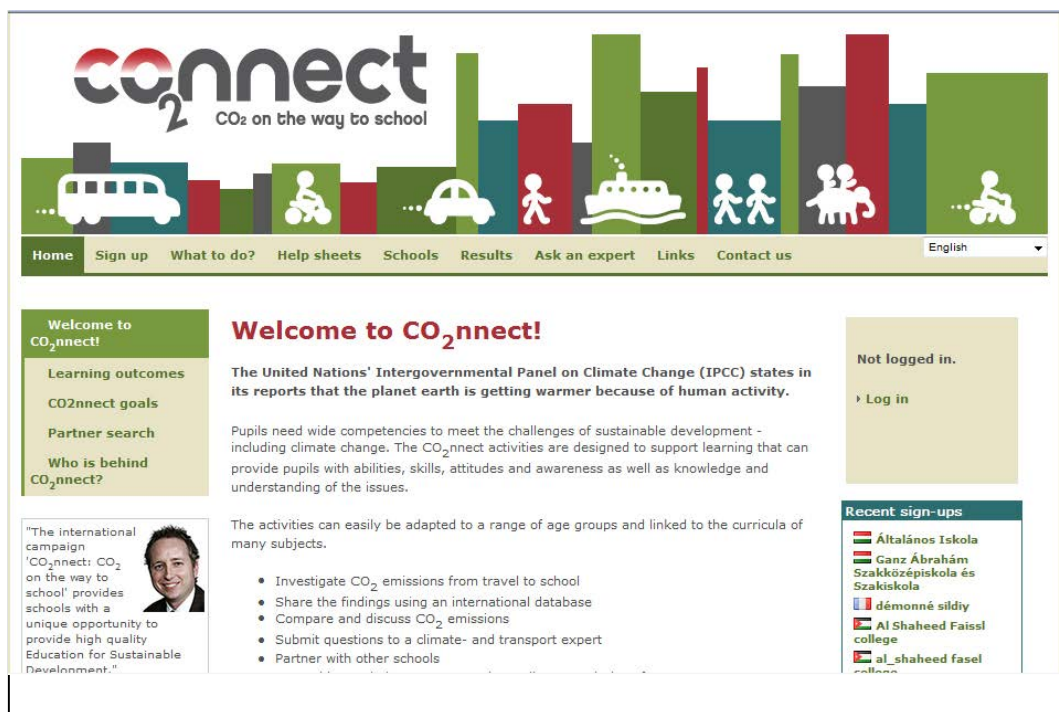 co2nnect
CO2 on the way to school
Home Sign up What to do? Help sheets Schools Results Ask an expert Links Contact us
English
Welcome to
CO2nnect!
Learning outcomes
CO2nnect goals
Partner search
Who is behind
CO2nnect?
"The international
campaign
'CO2nnect: CO2
on the way to
school' provides
schools with a
unique opportunity to
provide high quality
Education for Sustainable
Development."
Welcome to CO2nnect!
The United Nations' Intergovernmental Panel on Climate Change (IPCC) states in
its reports that the planet earth is getting warmer because of human activity.
Pupils need wide competencies to meet the challenges of sustainable development -
including climate change. The CO2nnect activities are designed to support learning that can
provide pupils with abilities, skills, attitudes and awareness as well as knowledge and
understanding of the issues.
The activities can easily be adapted to a range of age groups and linked to the curricula of
many subjects.
Investigate CO2 emissions from travel to school
Share the findings using an international database
Compare and discuss CO2 emissions
Submit questions to a climate- and transport expert
Partner with other schools
Not logged in.
Log in
Recent sign-ups
Általános Iskola
Ganz Ábrahám
Szakközépiskola és
Szakiskola
démonné sildiy
Al Shaheed Faissl
college
al_shaheed fasel
college